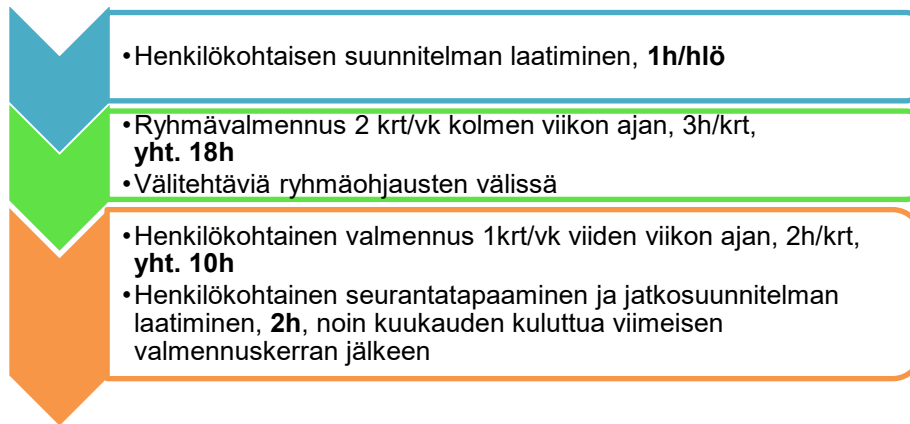 •Henkilökohtaisen suunnitelman laatiminen, 1h/hlö
•Ryhmävalmennus 2 krt/vk kolmen viikon ajan, 3h/krt,
yht. 18h
•Välitehtäviä ryhmäohjausten välissä
•Henkilökohtainen valmennus 1krt/vk viiden viikon ajan, 2h/krt,
yht. 10h
•Henkilökohtainen seurantatapaaminen ja jatkosuunnitelman
laatiminen, 2h, noin kuukauden kuluttua viimeisen
valmennuskerran jälkeen